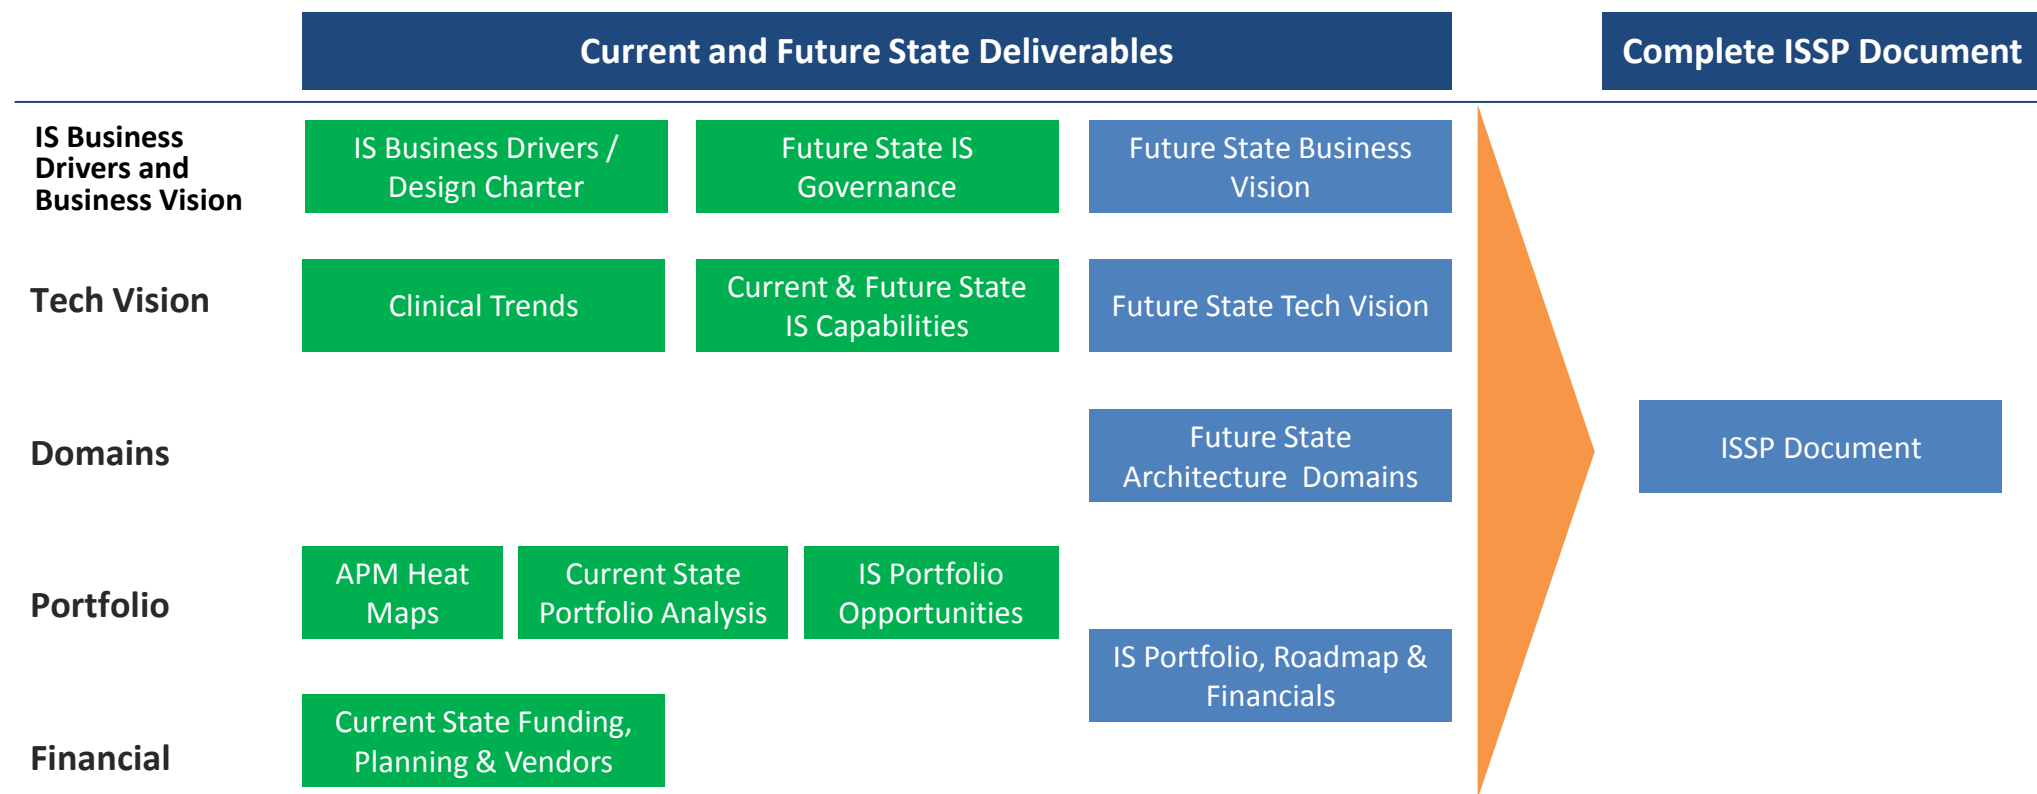 Current and Future State Deliverables
Complete ISSP Document
IS Business
Drivers and
Business Vision
IS Business Drivers /
Design Charter
Future State IS
Governance
Future State Business
Vision
Tech Vision
Clinical Trends
Current & Future State
IS Capabilities
Future State Tech Vision
Domains
Future State
Architecture Domains
ISSP Document
Portfolio
APM Heat
Maps
Current State
Portfolio Analysis
IS Portfolio
Opportunities
IS Portfolio, Roadmap &
Financials
Financial
Current State Funding,
Planning & Vendors